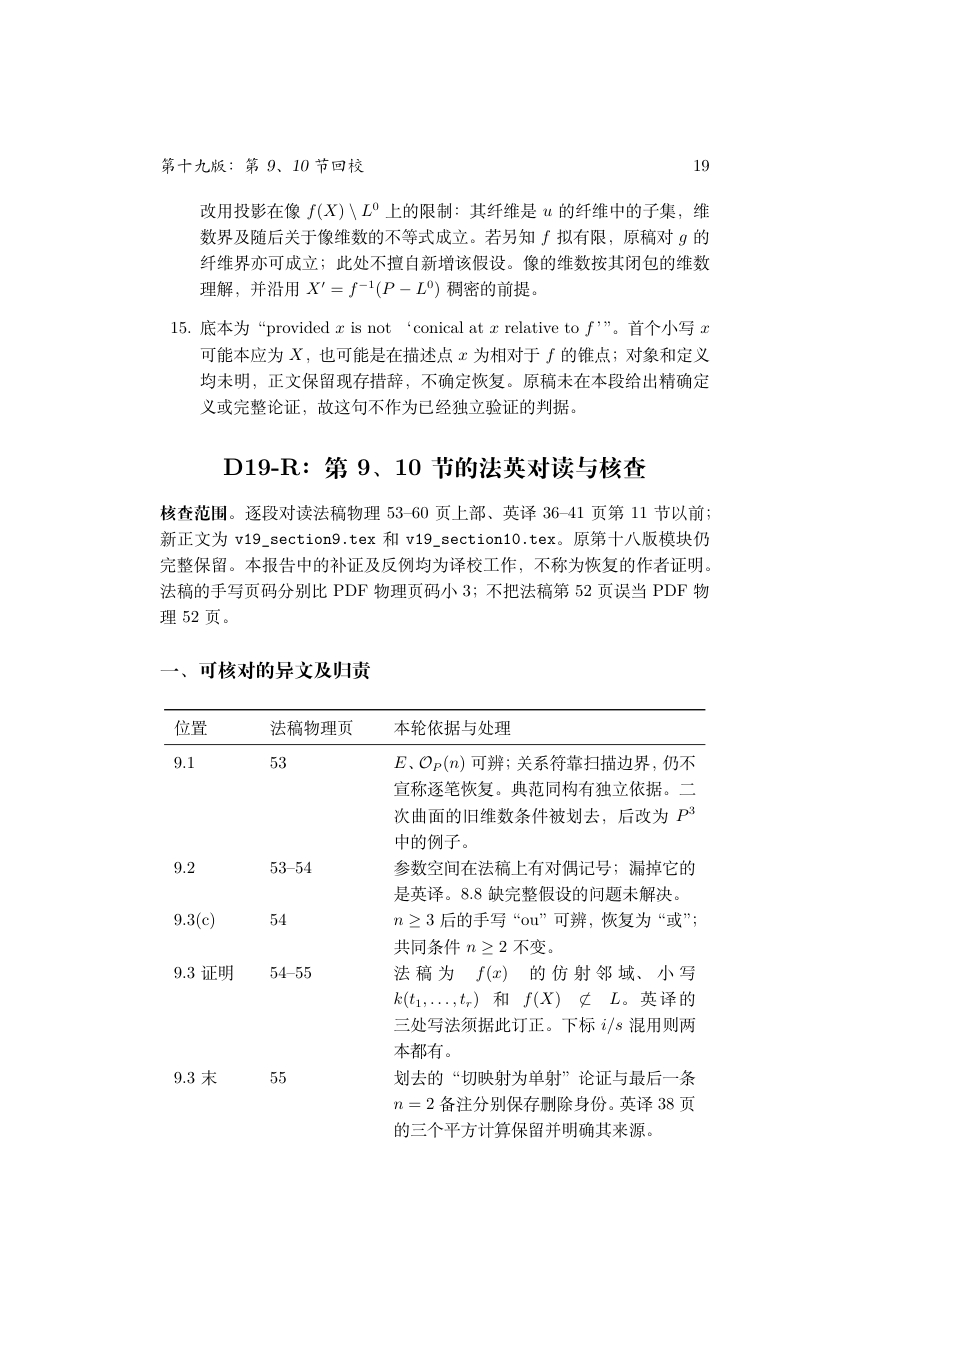 第十九版：第 9、10 节回校 19
改用投影在像 f(X) \ L⁰ 上的限制：其纤维是 u 的纤维中的子集，维
数界及随后关于像维数的不等式成立。若另知 f 拟有限，原稿对 g 的
纤维界亦可成立；此处不擅自新增该假设。像的维数按其闭包的维数
理解，并沿用 X′ = f⁻¹(P − L⁰) 稠密的前提。
15. 底本为 “provided x is not ‘conical at x relative to f’”。首个小写 x
可能本应为 X，也可能是在描述点 x 为相对于 f 的锥点；对象和定义
均未明，正文保留现存措辞，不确定恢复。原稿未在本段给出精确定
义或完整论证，故这句不作为已经独立验证的判据。
D19-R：第 9、10 节的法英对读与核查
核查范围。逐段对读法稿物理 53–60 页上部、英译 36–41 页第 11 节以前；
新正文为 v19_section9.tex 和 v19_section10.tex。原第十八版模块仍
完整保留。本报告中的补证及反例均为译校工作，不称为恢复的作者证明。
法稿的手写页码分别比 PDF 物理页码小 3；不把法稿第 52 页误当 PDF 物
理 52 页。
一、可核对的异文及归责
位置 法稿物理页 本轮依据与处理
9.1 53 E、𝒪_P(n) 可辨；关系符靠扫描边界，仍不
宣称逐笔恢复。典范同构有独立依据。二
次曲面的旧维数条件被划去，后改为 P³
中的例子。
9.2 53–54 参数空间在法稿上有对偶记号；漏掉它的
是英译。8.8 缺完整假设的问题未解决。
9.3(c) 54 n ≥ 3 后的手写 “ou” 可辨，恢复为 “或”；
共同条件 n ≥ 2 不变。
9.3 证明 54–55 法稿为 f(x) 的仿射邻域、小写
k(t₁, . . . , tᵣ) 和 f(X) ⊄ L。英译的
三处写法须据此订正。下标 i/s 混用则两
本都有。
9.3 末 55 划去的 “切映射为单射” 论证与最后一条
n = 2 备注分别保存删除身份。英译 38 页
的三个平方计算保留并明确其来源。